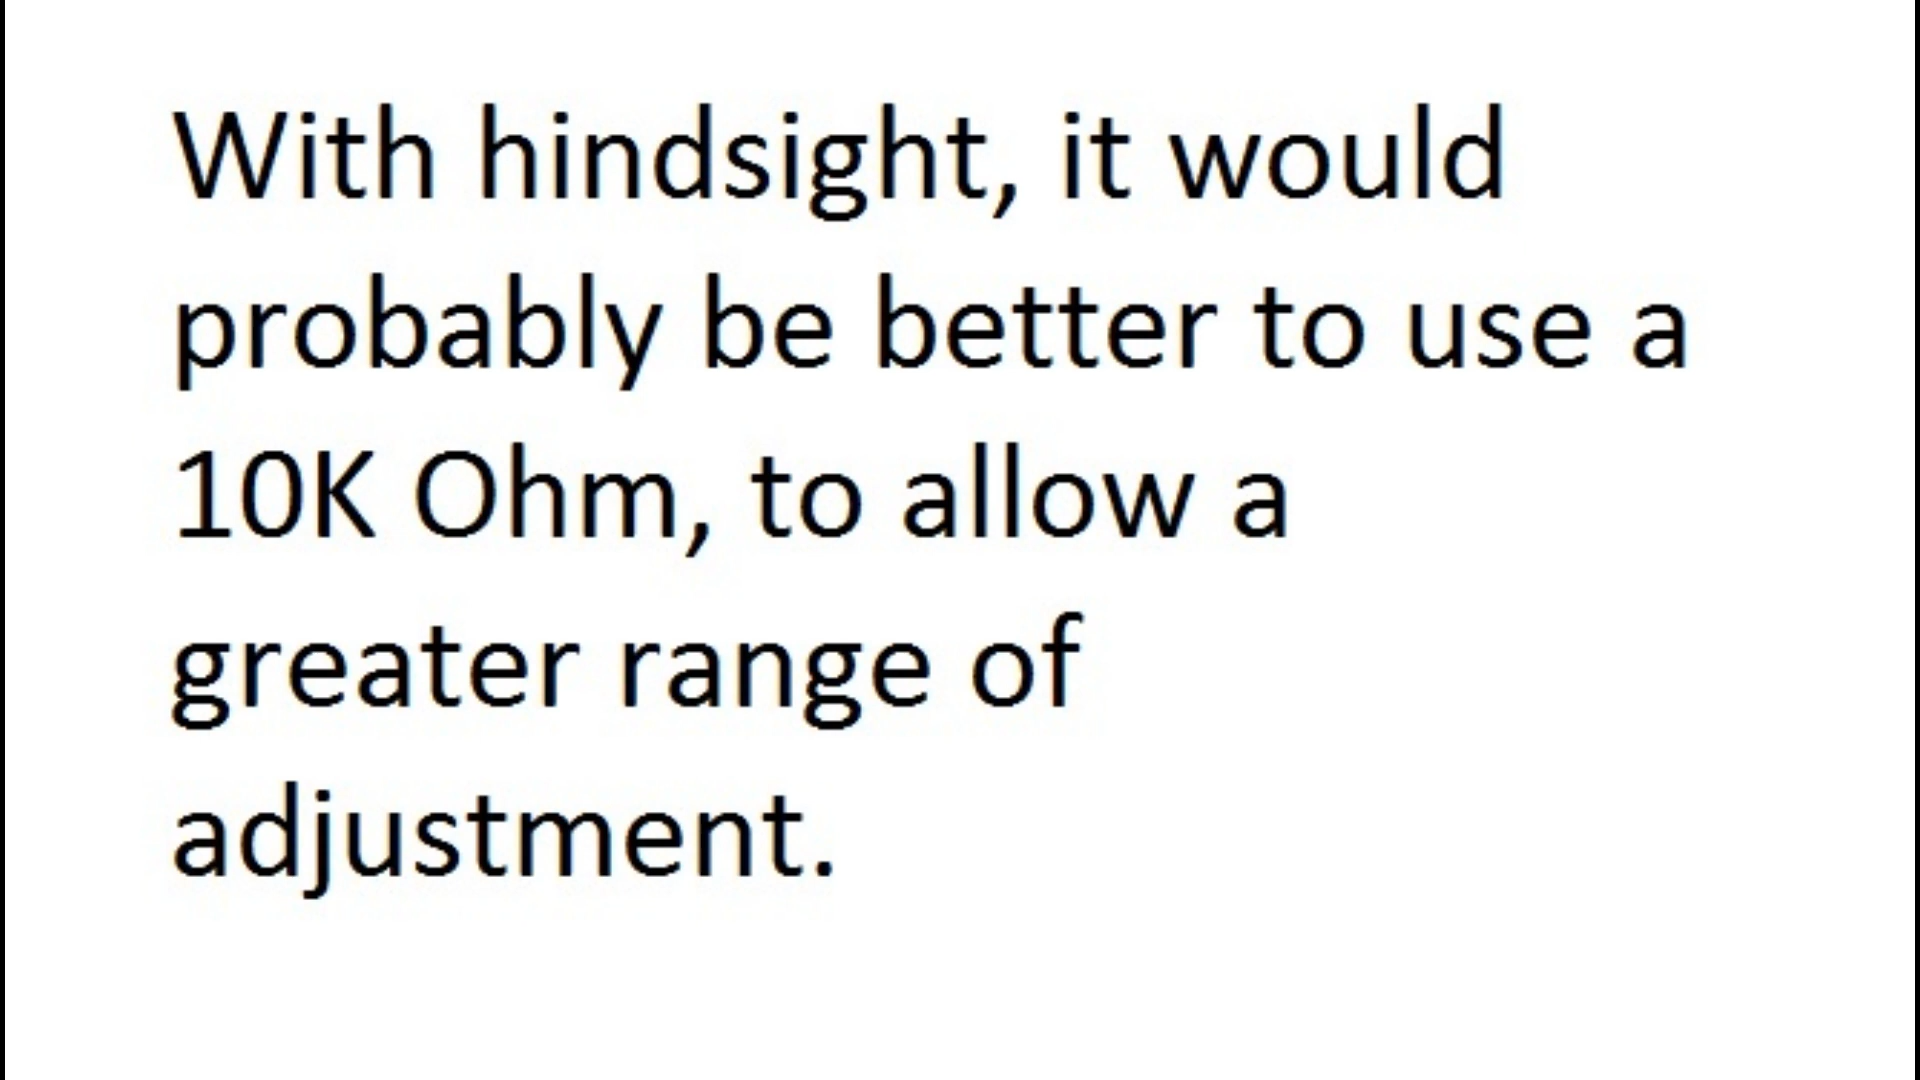 With hindsight, it would
probably be better to use a
10K Ohm, to allow a
greater range of
adjustment.